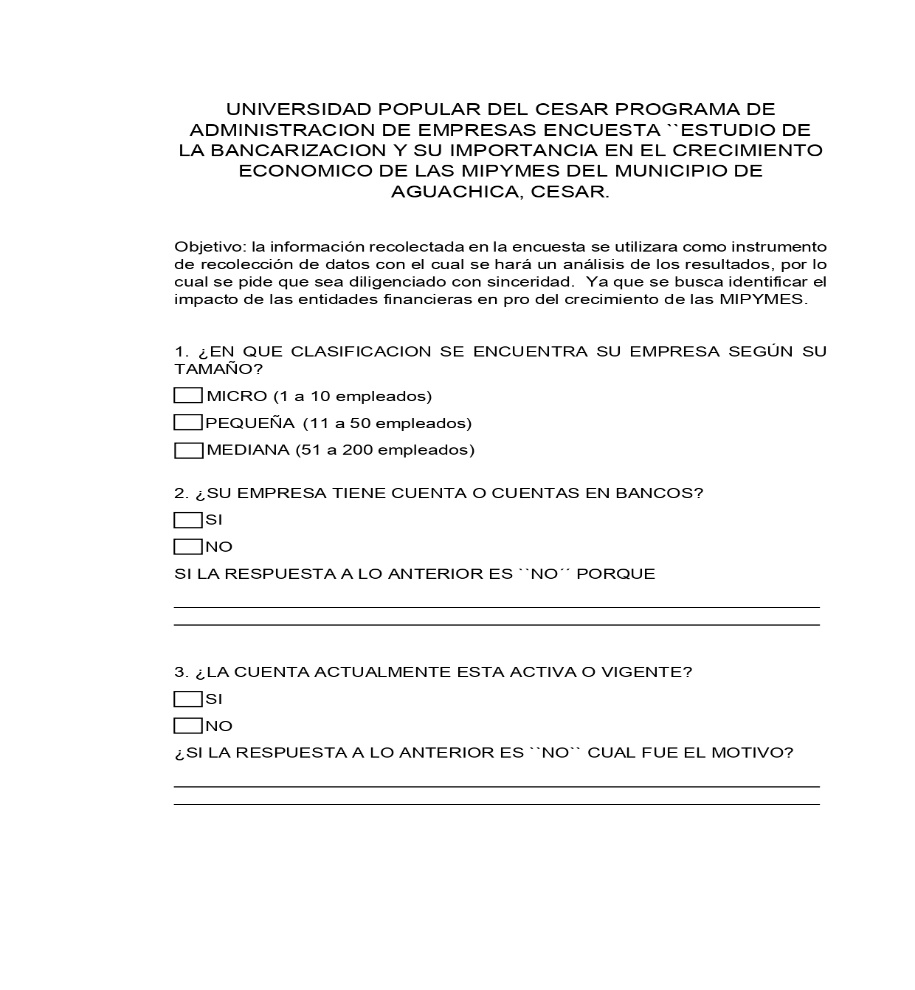 UNIVERSIDAD POPULAR DEL CESAR PROGRAMA DE
ADMINISTRACION DE EMPRESAS ENCUESTA ``ESTUDIO DE
LA BANCARIZACION Y SU IMPORTANCIA EN EL CRECIMIENTO
ECONOMICO DE LAS MIPYMES DEL MUNICIPIO DE
AGUACHICA, CESAR.
Objetivo: la información recolectada en la encuesta se utilizara como instrumento
de recolección de datos con el cual se hará un análisis de los resultados, por lo
cual se pide que sea diligenciado con sinceridad. Ya que se busca identificar el
impacto de las entidades financieras en pro del crecimiento de las MIPYMES.
1. ¿EN QUE CLASIFICACION SE ENCUENTRA SU EMPRESA SEGÚN SU
TAMAÑO?
MICRO (1 a 10 empleados)
PEQUEÑA (11 a 50 empleados)
MEDIANA (51 a 200 empleados)
2. ¿SU EMPRESA TIENE CUENTA O CUENTAS EN BANCOS?
SI
NO
SI LA RESPUESTA A LO ANTERIOR ES ``NO´´ PORQUE
3. ¿LA CUENTA ACTUALMENTE ESTA ACTIVA O VIGENTE?
SI
NO
¿SI LA RESPUESTA A LO ANTERIOR ES ``NO`` CUAL FUE EL MOTIVO?